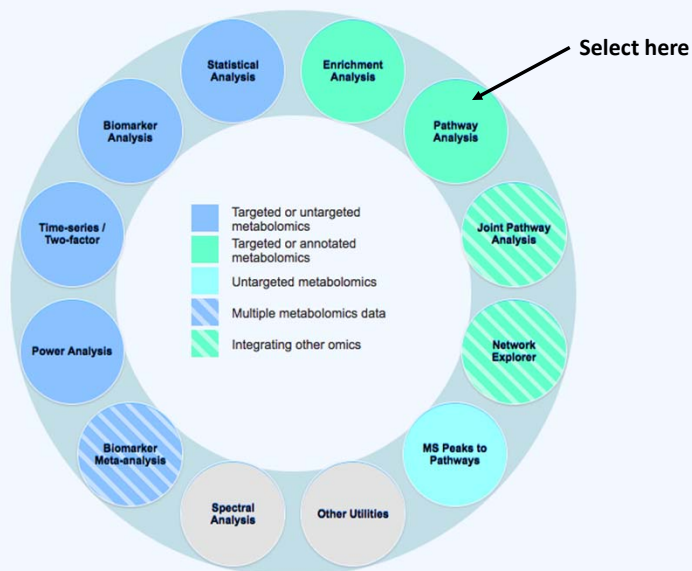 Select here
Statistical
Analysis
Enrichment
Analysis
Biomarker
Analysis
Pathway
Analysis
Time-series /
Two-factor
Targeted or untargeted
metabolomics
Targeted or annotated
metabolomics
Untargeted metabolomics
Multiple metabolomics data
Integrating other omics
Joint Pathway
Analysis
Power Analysis
Network
Explorer
Biomarker
Meta-analysis
MS Peaks to
Pathways
Spectral
Analysis
Other Utilities